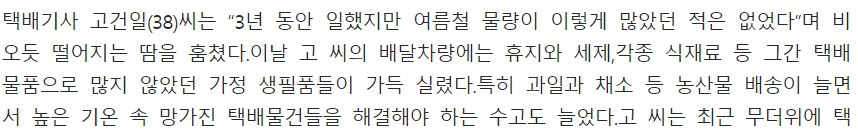 택배기사 고건일(38)씨는 “3년 동안 일했지만 여름철 물량이 이렇게 많았던 적은 없었다”며 비
오듯 떨어지는 땀을 훔쳤다.이날 고 씨의 배달차량에는 휴지와 세제,각종 식재료 등 그간 택배
물품으로 많지 않았던 가정 생필품들이 가득 실렸다.특히 과일과 채소 등 농산물 배송이 늘면
서 높은 기온 속 망가진 택배물건들을 해결해야 하는 수고도 늘었다.고 씨는 최근 무더위에 택